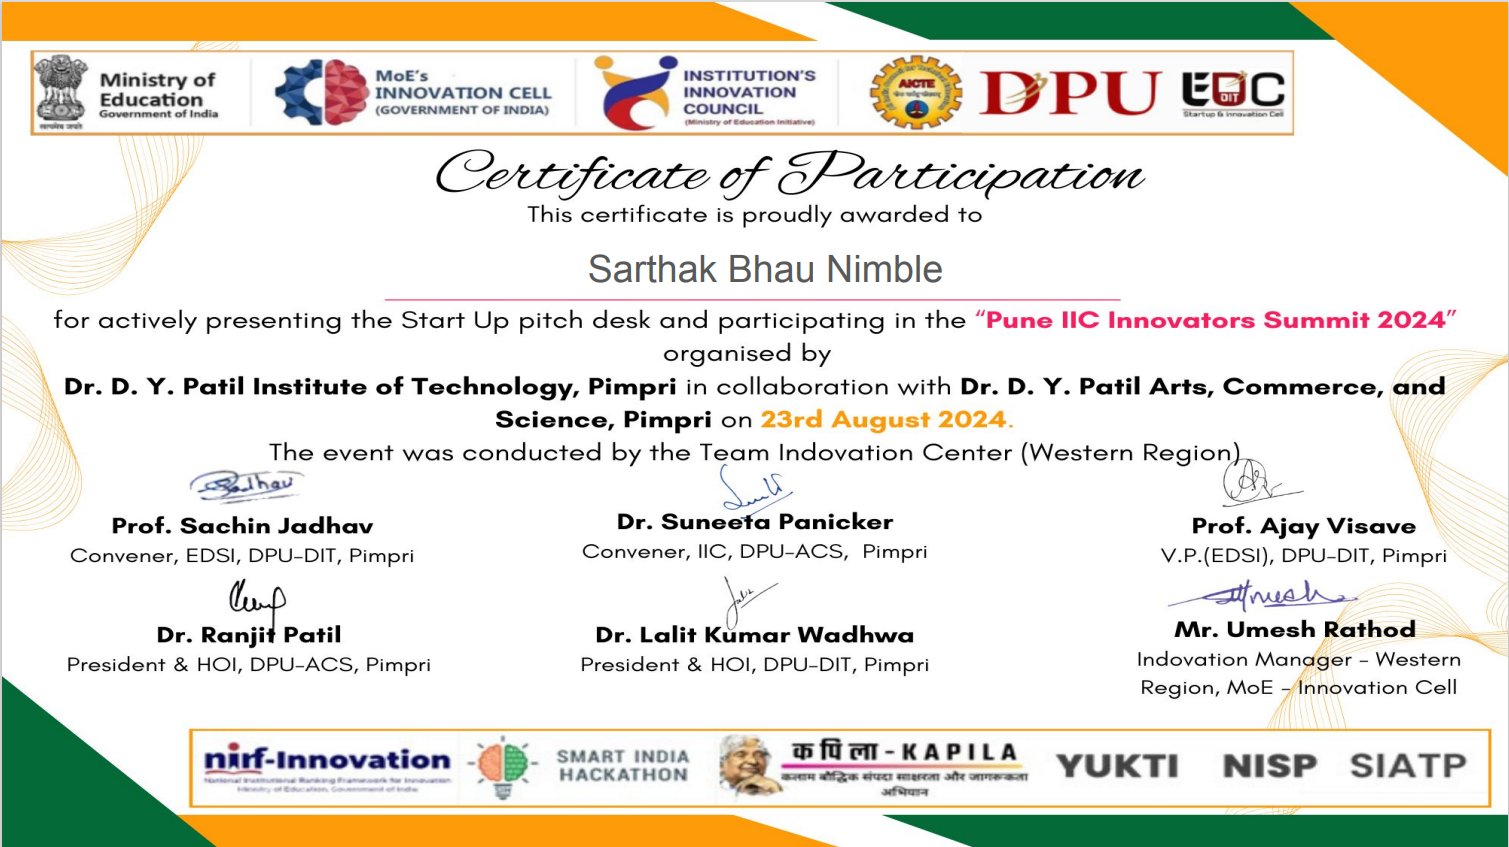 Ministry of
Education
Government of India
सत्यमेव जयते
MoE's
INNOVATION CELL
(GOVERNMENT OF INDIA)
INSTITUTION'S
INNOVATION
COUNCIL
(Ministry of Education Initiative)
AICTE
DPU
EDC
DIT
Startup & Innovation Cell
Certificate of Participation
This certificate is proudly awarded to
Sarthak Bhau Nimble
for actively presenting the Start Up pitch desk and participating in the “Pune IIC Innovators Summit 2024”
organised by
Dr. D. Y. Patil Institute of Technology, Pimpri in collaboration with Dr. D. Y. Patil Arts, Commerce, and
Science, Pimpri on 23rd August 2024.
The event was conducted by the Team Indovation Center (Western Region)
Prof. Sachin Jadhav
Convener, EDSI, DPU-DIT, Pimpri
Dr. Suneeta Panicker
Convener, IIC, DPU-ACS, Pimpri
Prof. Ajay Visave
V.P.(EDSI), DPU-DIT, Pimpri
Dr. Ranjit Patil
President & HOI, DPU-ACS, Pimpri
Dr. Lalit Kumar Wadhwa
President & HOI, DPU-DIT, Pimpri
Mr. Umesh Rathod
Indovation Manager - Western
Region, MoE - Innovation Cell
nirf-Innovation
National Institutional Ranking Framework for Innovation
Ministry of Education, Government of India
SMART INDIA
HACKATHON
कपिला-KAPILA
कलाम बौद्धिक संपदा साक्षरता और जागरूकता
अभियान
YUKTI
NISP
SIATP